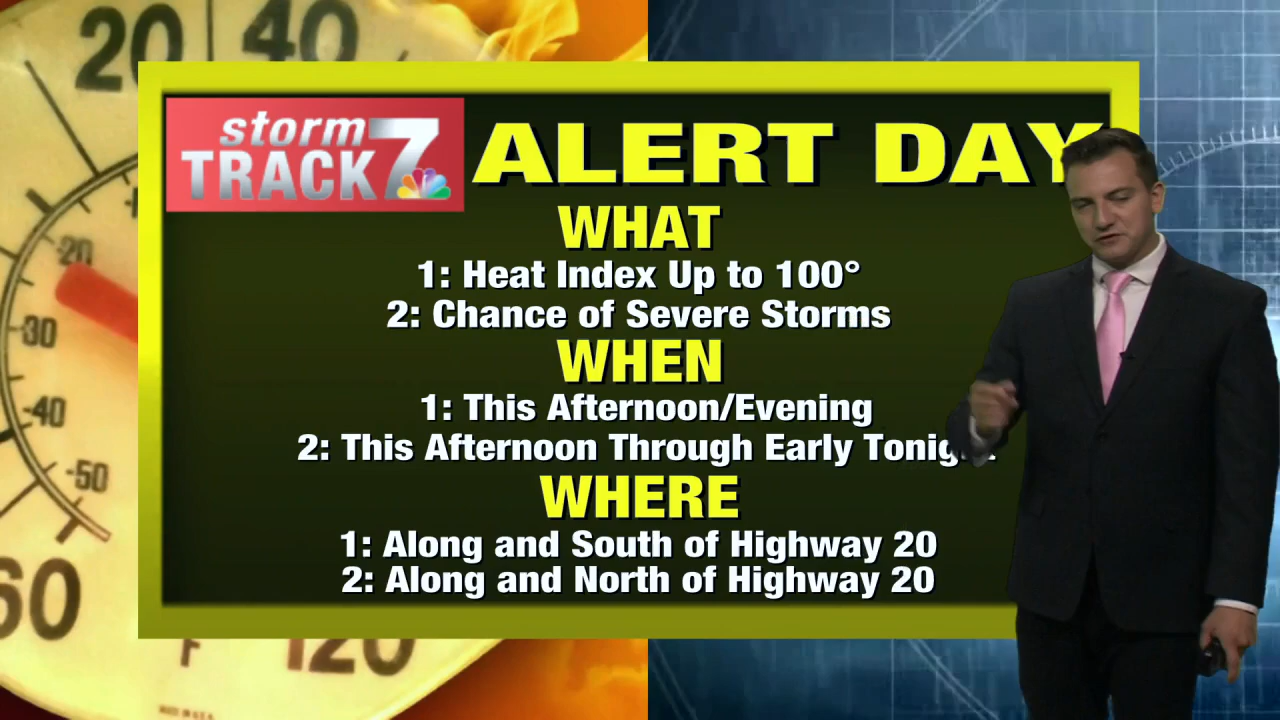 20 40
storm
TRACK 7
ALERT DAY
WHAT
1: Heat Index Up to 100°
2: Chance of Severe Storms
WHEN
1: This Afternoon/Evening
2: This Afternoon Through Early
WHERE
1: Along and South of Highway 20
2: Along and North of Highway 20
-20
-30
-40
-50
60
F
120
MADE IN U.S.A.